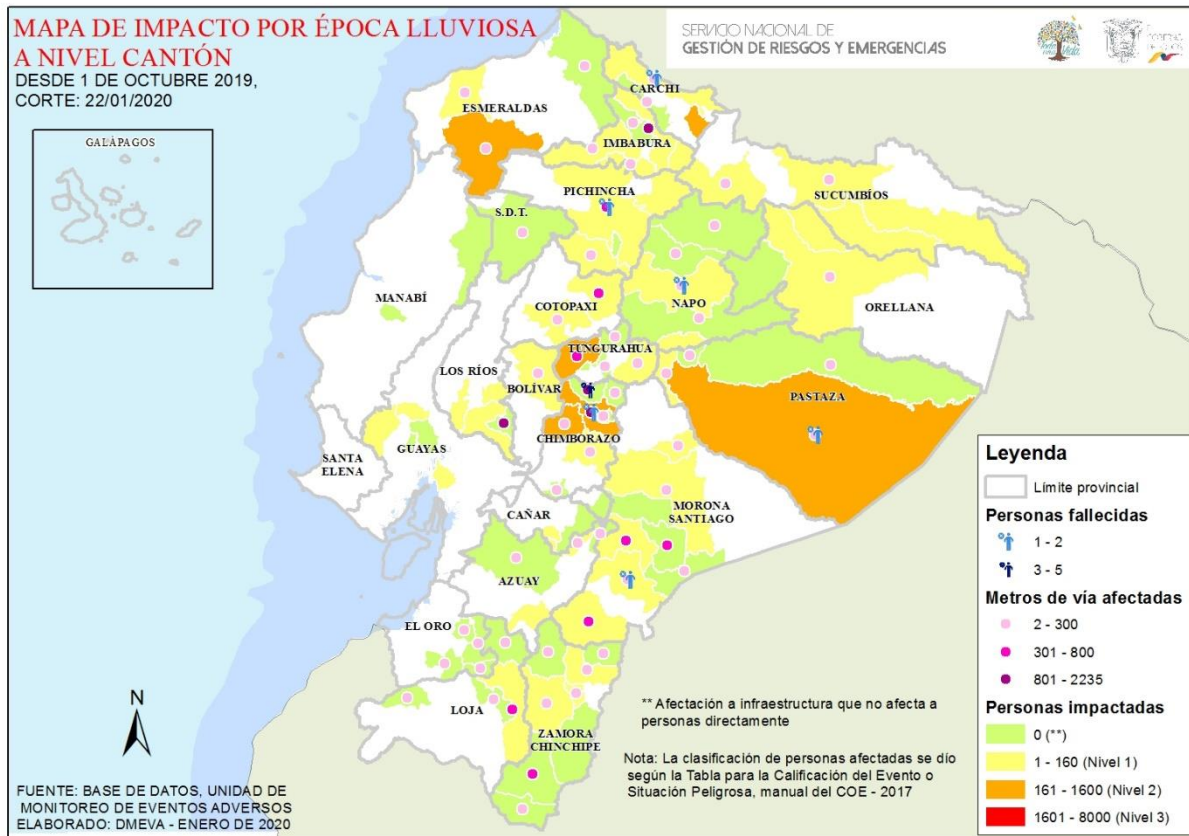 MAPA DE IMPACTO POR ÉPOCA LLUVIOSA
A NIVEL CANTÓN
DESDE 1 DE OCTUBRE 2019,
CORTE: 22/01/2020
SERVICIO NACIONAL DE
GESTIÓN DE RIESGOS Y EMERGENCIAS
GALÁPAGOS
ESMERALDAS
CARCHI
IMBABURA
SUCUMBÍOS
PICHINCHA
S.D.T.
MANABÍ
COTOPAXI
NAPO
ORELLANA
TUNGURAHUA
LOS RÍOS
BOLÍVAR
PASTAZA
CHIMBORAZO
GUAYAS
SANTA
ELENA
CAÑAR
MORONA
SANTIAGO
AZUAY
EL ORO
LOJA
ZAMORA
CHINCHIPE
N
** Afectación a infraestructura que no afecta a
personas directamente
Nota: La clasificación de personas afectadas se dío
según la Tabla para la Calificación del Evento o
Situación Peligrosa, manual del COE - 2017
FUENTE: BASE DE DATOS, UNIDAD DE
MONITOREO DE EVENTOS ADVERSOS
ELABORADO: DMEVA - ENERO DE 2020
Leyenda
Límite provincial
Personas fallecidas
1 - 2
3 - 5
Metros de vía afectadas
2 - 300
301 - 800
801 - 2235
Personas impactadas
0 (**)
1 - 160 (Nivel 1)
161 - 1600 (Nivel 2)
1601 - 8000 (Nivel 3)